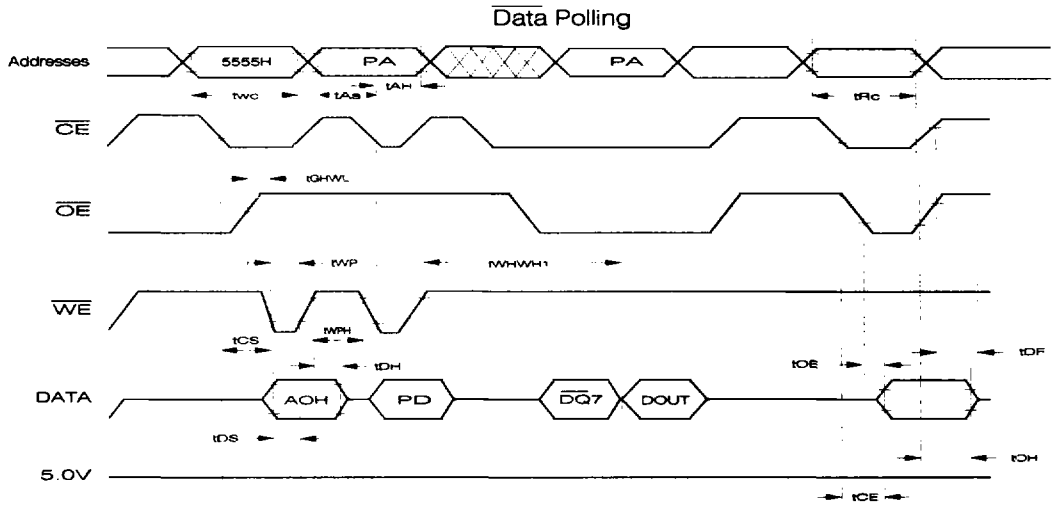 Data Polling
Addresses
5555H
PA
PA
tWC
tAS
tAH
tRC
CE
tGHWL
OE
tWP
tWHWH1
WE
tCS
tWPH
tDH
tOE
tDF
DATA
AOH
PD
DQ7
DOUT
tDS
tOH
5.0V
tCE